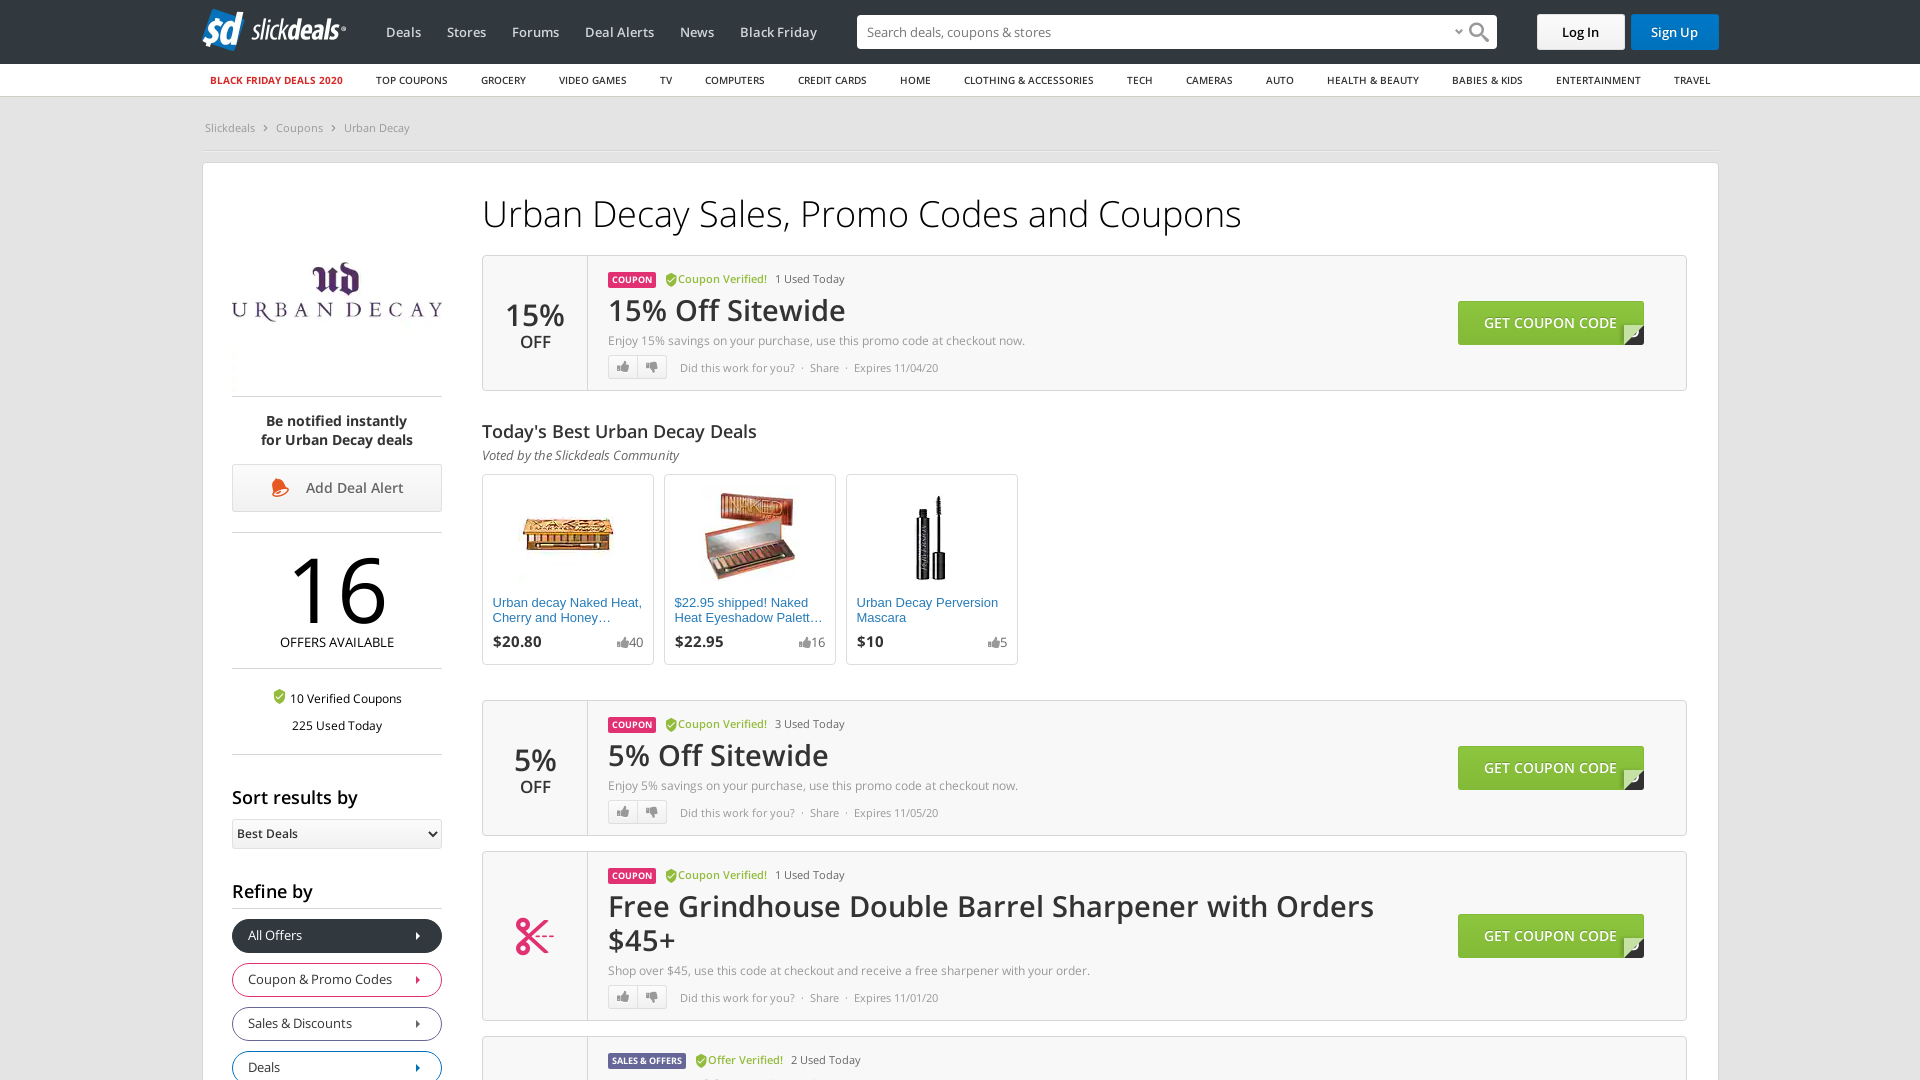 slickdeals
Deals
Stores
Forums
Deal Alerts
News
Black Friday
Search deals, coupons & stores
Log In
Sign Up
BLACK FRIDAY DEALS 2020
TOP COUPONS
GROCERY
VIDEO GAMES
TV
COMPUTERS
CREDIT CARDS
HOME
CLOTHING & ACCESSORIES
TECH
CAMERAS
AUTO
HEALTH & BEAUTY
BABIES & KIDS
ENTERTAINMENT
TRAVEL
Slickdeals › Coupons › Urban Decay
ud
URBAN DECAY
Be notified instantly
for Urban Decay deals
Add Deal Alert
16
OFFERS AVAILABLE
10 Verified Coupons
225 Used Today
Sort results by
Best Deals
Refine by
All Offers
Coupon & Promo Codes
Sales & Discounts
Deals
Urban Decay Sales, Promo Codes and Coupons
15%
OFF
COUPON Coupon Verified! 1 Used Today
15% Off Sitewide
Enjoy 15% savings on your purchase, use this promo code at checkout now.
Did this work for you? · Share · Expires 11/04/20
GET COUPON CODE
Today's Best Urban Decay Deals
Voted by the Slickdeals Community
Urban decay Naked Heat,
Cherry and Honey…
$20.80 40
NAKED
$22.95 shipped! Naked
Heat Eyeshadow Palett…
$22.95 16
Urban Decay Perversion
Mascara
$10 5
5%
OFF
COUPON Coupon Verified! 3 Used Today
5% Off Sitewide
Enjoy 5% savings on your purchase, use this promo code at checkout now.
Did this work for you? · Share · Expires 11/05/20
GET COUPON CODE
COUPON Coupon Verified! 1 Used Today
Free Grindhouse Double Barrel Sharpener with Orders
$45+
Shop over $45, use this code at checkout and receive a free sharpener with your order.
Did this work for you? · Share · Expires 11/01/20
GET COUPON CODE
SALES & OFFERS Offer Verified! 2 Used Today